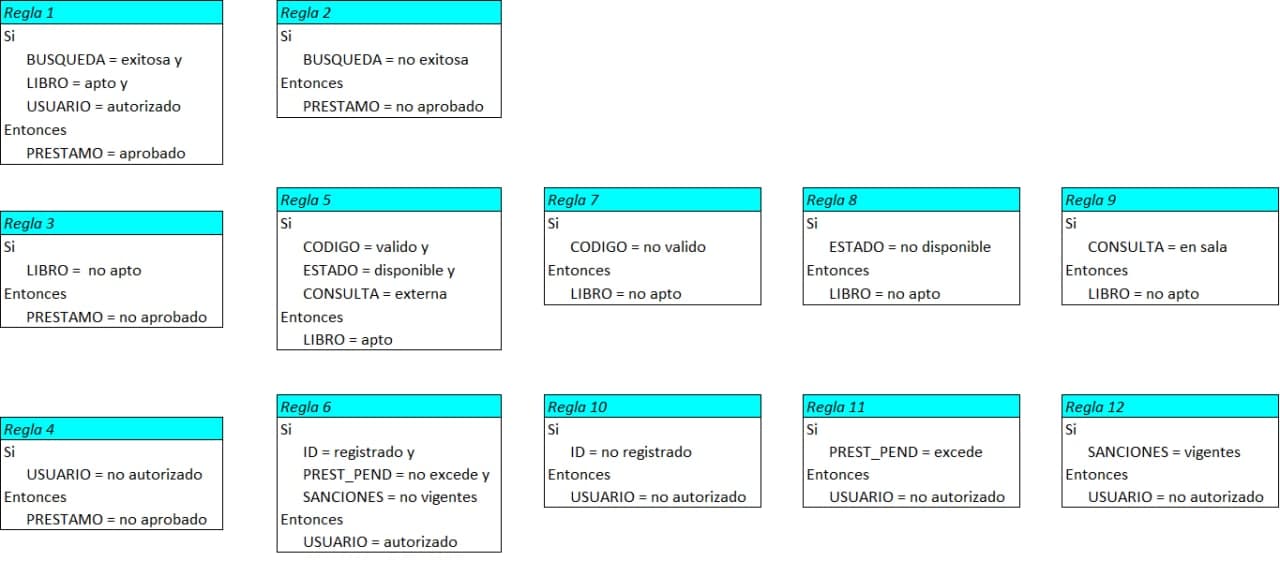 Regla 1
Si
BUSQUEDA = exitosa y
LIBRO = apto y
USUARIO = autorizado
Entonces
PRESTAMO = aprobado
Regla 2
Si
BUSQUEDA = no exitosa
Entonces
PRESTAMO = no aprobado
Regla 3
Si
LIBRO =  no apto
Entonces
PRESTAMO = no aprobado
Regla 5
Si
CODIGO = valido y
ESTADO = disponible y
CONSULTA = externa
Entonces
LIBRO = apto
Regla 7
Si
CODIGO = no valido
Entonces
LIBRO = no apto
Regla 8
Si
ESTADO = no disponible
Entonces
LIBRO = no apto
Regla 9
Si
CONSULTA = en sala
Entonces
LIBRO = no apto
Regla 4
Si
USUARIO = no autorizado
Entonces
PRESTAMO = no aprobado
Regla 6
Si
ID = registrado y
PREST_PEND = no excede y
SANCIONES = no vigentes
Entonces
USUARIO = autorizado
Regla 10
Si
ID = no registrado
Entonces
USUARIO = no autorizado
Regla 11
Si
PREST_PEND = excede
Entonces
USUARIO = no autorizado
Regla 12
Si
SANCIONES = vigentes
Entonces
USUARIO = no autorizado